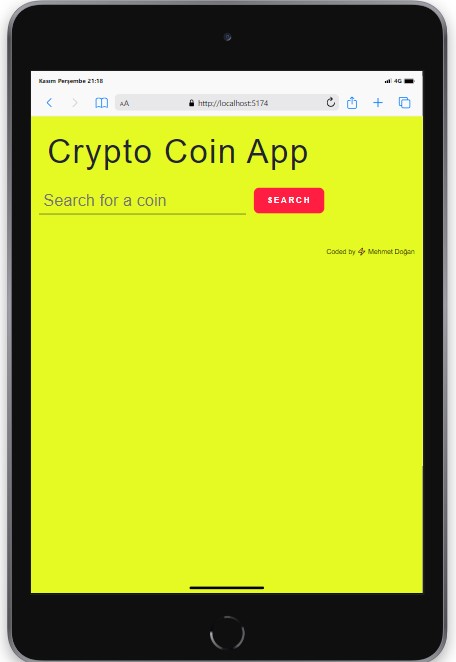 Kasım Perşembe 21:18
4G
AA
http://localhost:5174
Crypto Coin App
Search for a coin
SEARCH
Coded by Mehmet Doğan